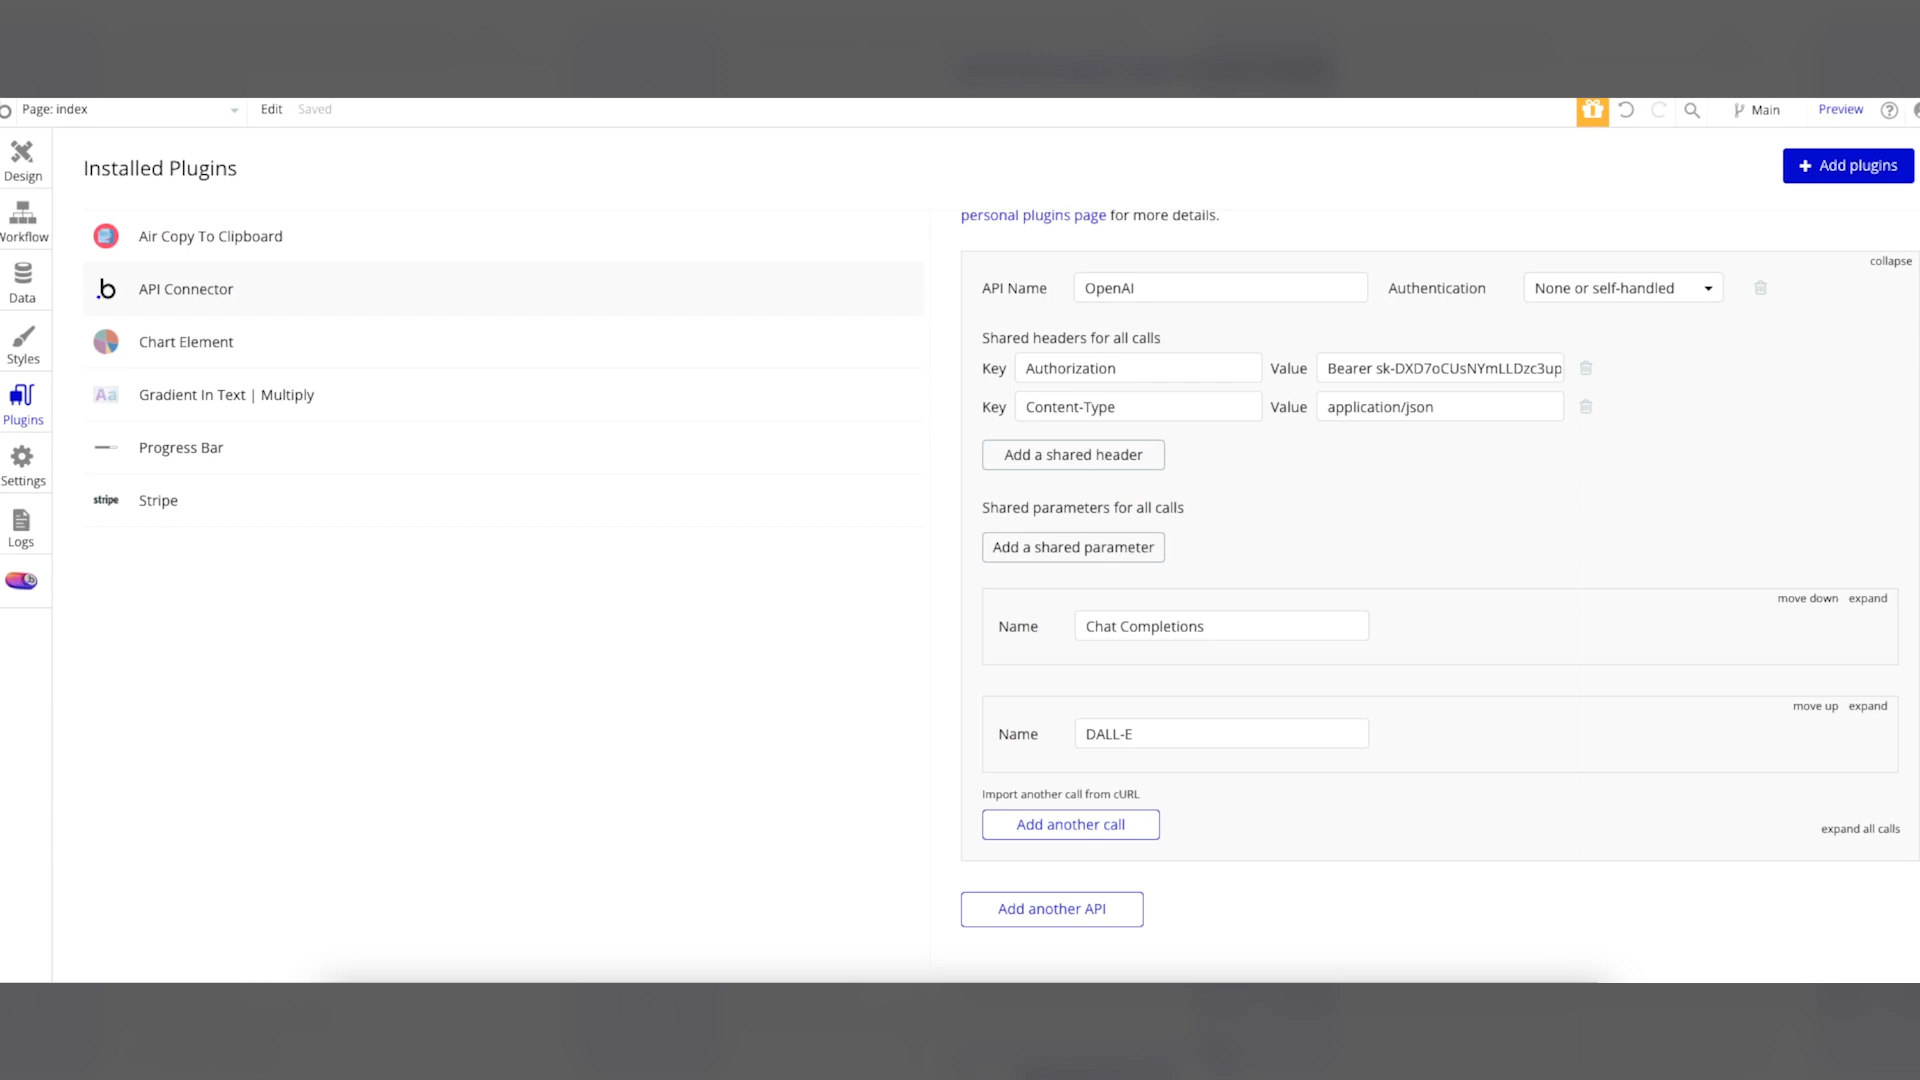 Page: index
Edit
Saved
Main
Preview
Design
Workflow
Data
Styles
Plugins
Settings
Logs
Installed Plugins
Add plugins
Air Copy To Clipboard
API Connector
Chart Element
Aa Gradient In Text | Multiply
Progress Bar
stripe Stripe
personal plugins page for more details.
collapse
API Name OpenAI Authentication None or self-handled
Shared headers for all calls
Key Authorization Value Bearer sk-DXD7oCUsNYmLLDzc3up
Key Content-Type Value application/json
Add a shared header
Shared parameters for all calls
Add a shared parameter
move down expand
Name Chat Completions
move up expand
Name DALL-E
Import another call from cURL
Add another call
expand all calls
Add another API